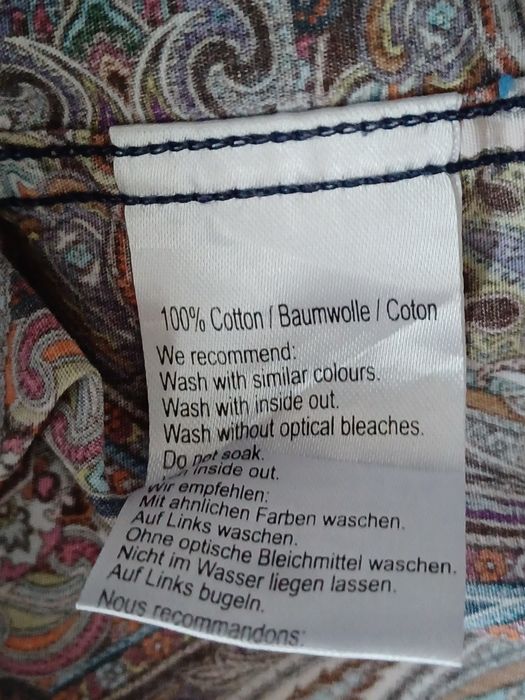 100% Cotton / Baumwolle / Coton
We recommend:
Wash with similar colours.
Wash with inside out.
Wash without optical bleaches.
Do not soak.
inside out.
Wir empfehlen:
Mit ahnlichen Farben waschen.
Auf Links waschen.
Ohne optische Bleichmittel waschen.
Nicht im Wasser liegen lassen.
Auf Links bugeln.
Nous recommandons: